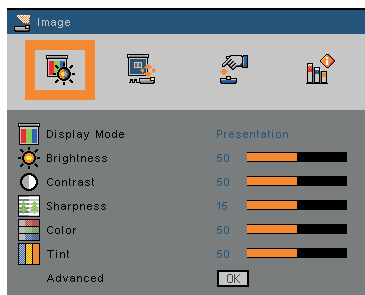 Image
Display Mode Presentation
Brightness 50
Contrast 50
Sharpness 15
Color 50
Tint 50
Advanced OK